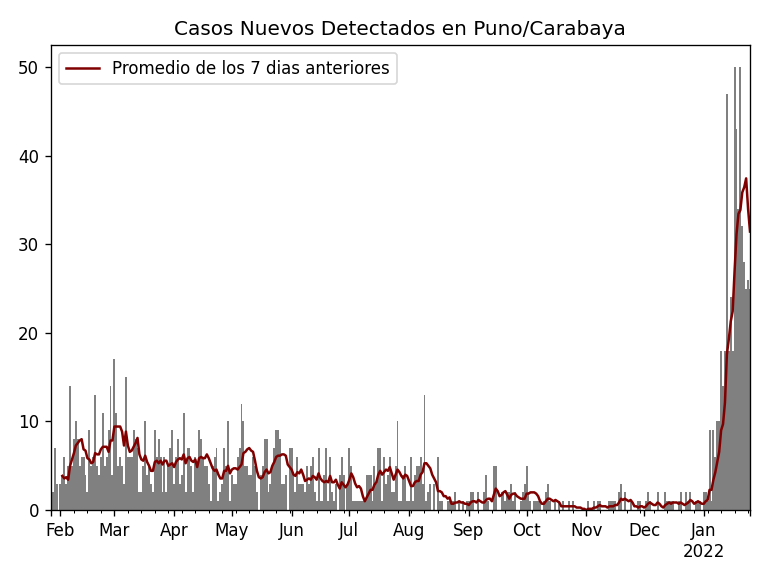 Casos Nuevos Detectados en Puno/Carabaya
Promedio de los 7 dias anteriores
50
40
30
20
10
0
Feb Mar Apr May Jun Jul Aug Sep Oct Nov Dec Jan
2022